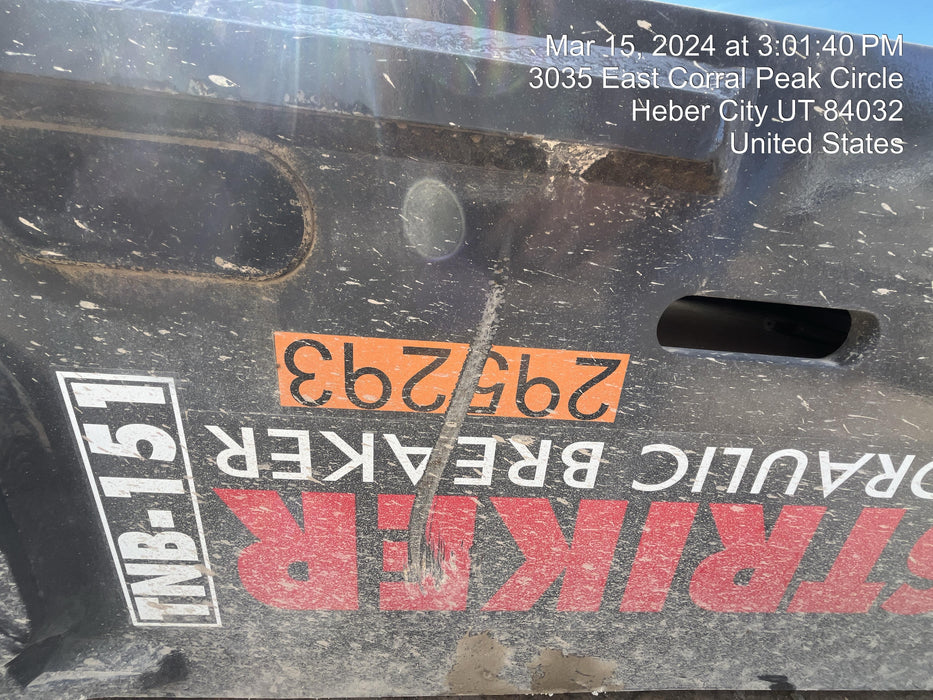 Mar 15, 2024 at 3:01:40 PM
3035 East Corral Peak Circle
Heber City UT 84032
United States
TNB-151
STRIKER
DRAULIC BREAKER